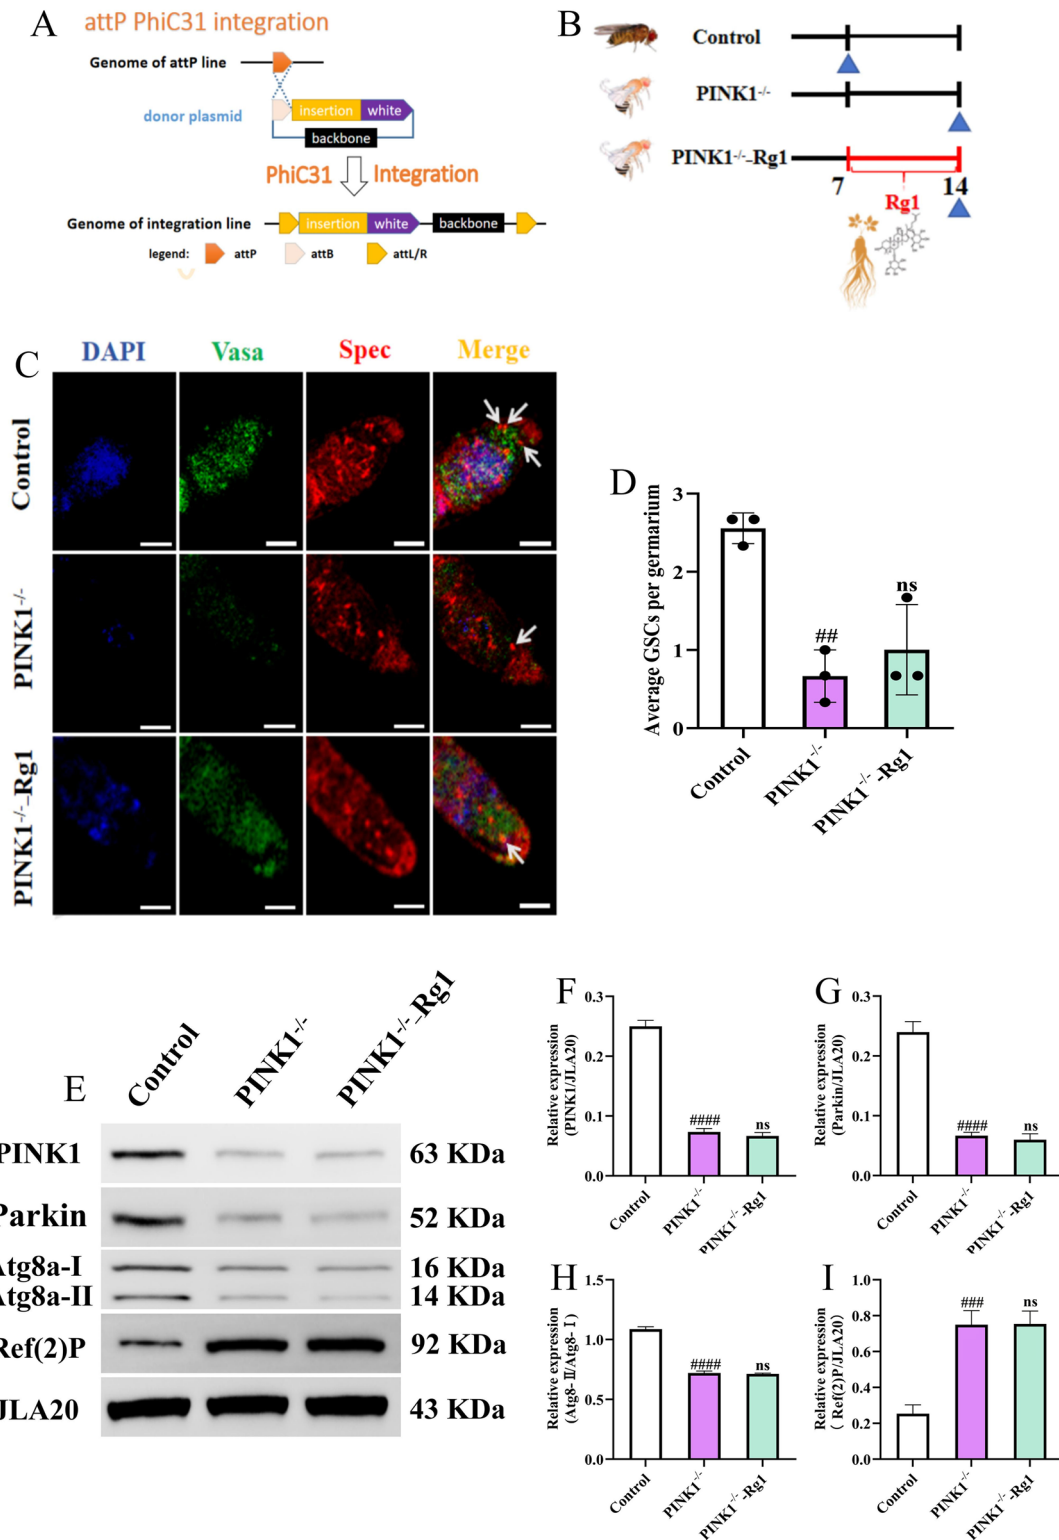 A
attP PhiC31 integration
Genome of attP line
donor plasmid
insertion
white
backbone
PhiC31
Integration
Genome of integration line
insertion
white
backbone
legend:
attP
attB
attL/R
B
Control
PINK1-/-
PINK1-/-_Rg1
7
14
Rg1
C
DAPI
Vasa
Spec
Merge
Control
PINK1-/-
PINK1-/-_Rg1
D
Average GSCs per germarium
3
2
1
0
##
ns
Control
PINK1-/-
PINK1-/--Rg1
E
Control
PINK1-/-
PINK1-/-_Rg1
PINK1
63 KDa
Parkin
52 KDa
Atg8a-I
16 KDa
Atg8a-II
14 KDa
Ref(2)P
92 KDa
JLA20
43 KDa
F
Relative expression
(PINK1/JLA20)
0.3
0.2
0.1
0.0
####
ns
Control
PINK1-/-
PINK1-/--Rg1
G
Relative expression
(Parkin/JLA20)
0.3
0.2
0.1
0.0
####
ns
Control
PINK1-/-
PINK1-/--Rg1
H
Relative expression
(Atg8-Ⅱ/Atg8-Ⅰ)
1.5
1.0
0.5
0.0
####
ns
Control
PINK1-/-
PINK1-/--Rg1
I
Relative expression
(Ref(2)P/JLA20)
1.0
0.8
0.6
0.4
0.2
0.0
###
ns
Control
PINK1-/-
PINK1-/--Rg1